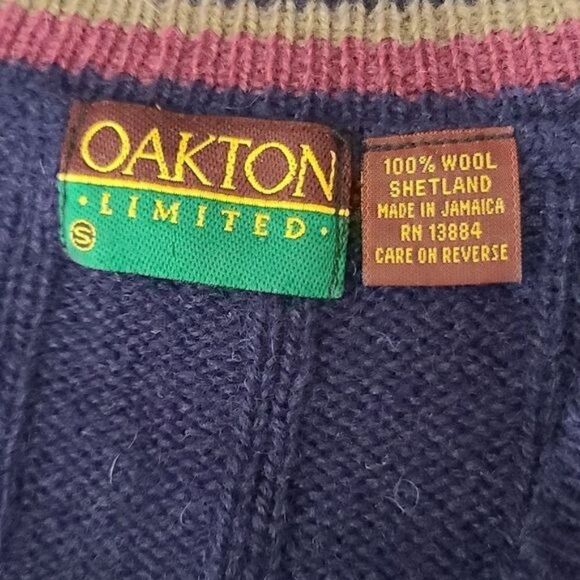 OAKTON
• LIMITED •
S
100% WOOL
SHETLAND
MADE IN JAMAICA
RN 13884
CARE ON REVERSE